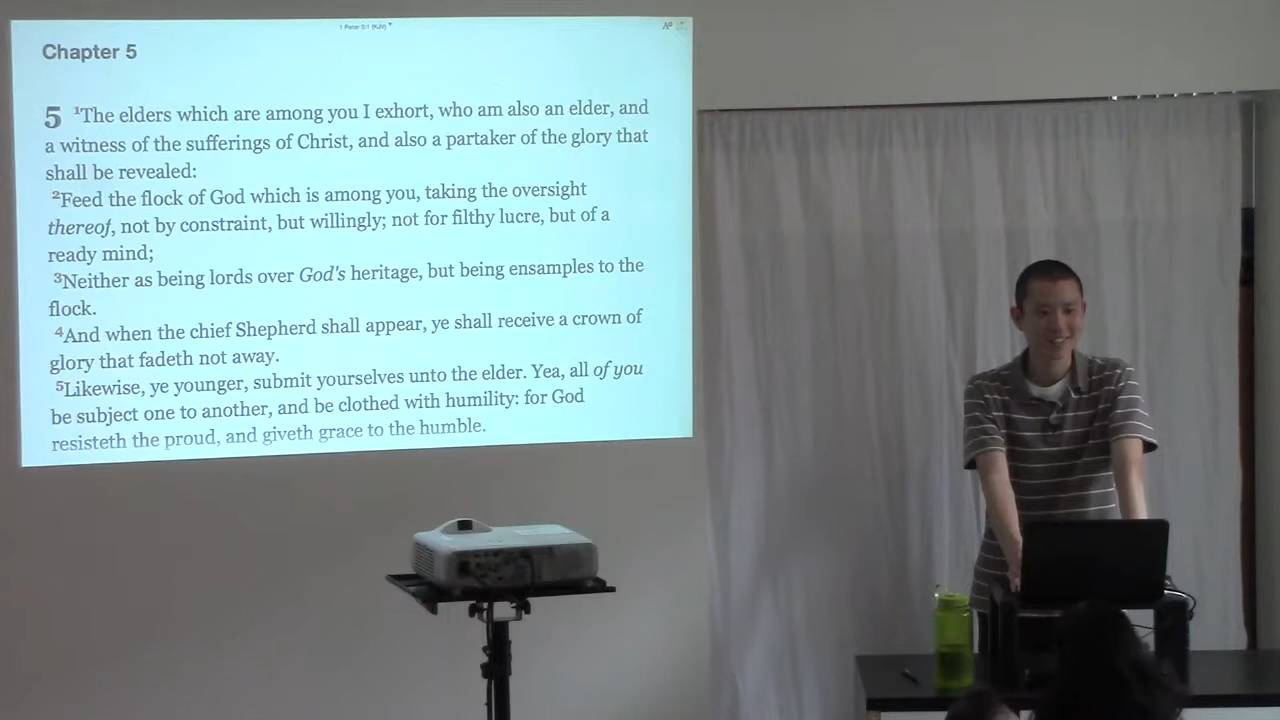 1 Peter 5:1 (KJV)
Chapter 5
5 ¹The elders which are among you I exhort, who am also an elder, and
a witness of the sufferings of Christ, and also a partaker of the glory that
shall be revealed:
²Feed the flock of God which is among you, taking the oversight
thereof, not by constraint, but willingly; not for filthy lucre, but of a
ready mind;
³Neither as being lords over God's heritage, but being ensamples to the
flock.
⁴And when the chief Shepherd shall appear, ye shall receive a crown of
glory that fadeth not away.
⁵Likewise, ye younger, submit yourselves unto the elder. Yea, all of you
be subject one to another, and be clothed with humility: for God
resisteth the proud, and giveth grace to the humble.